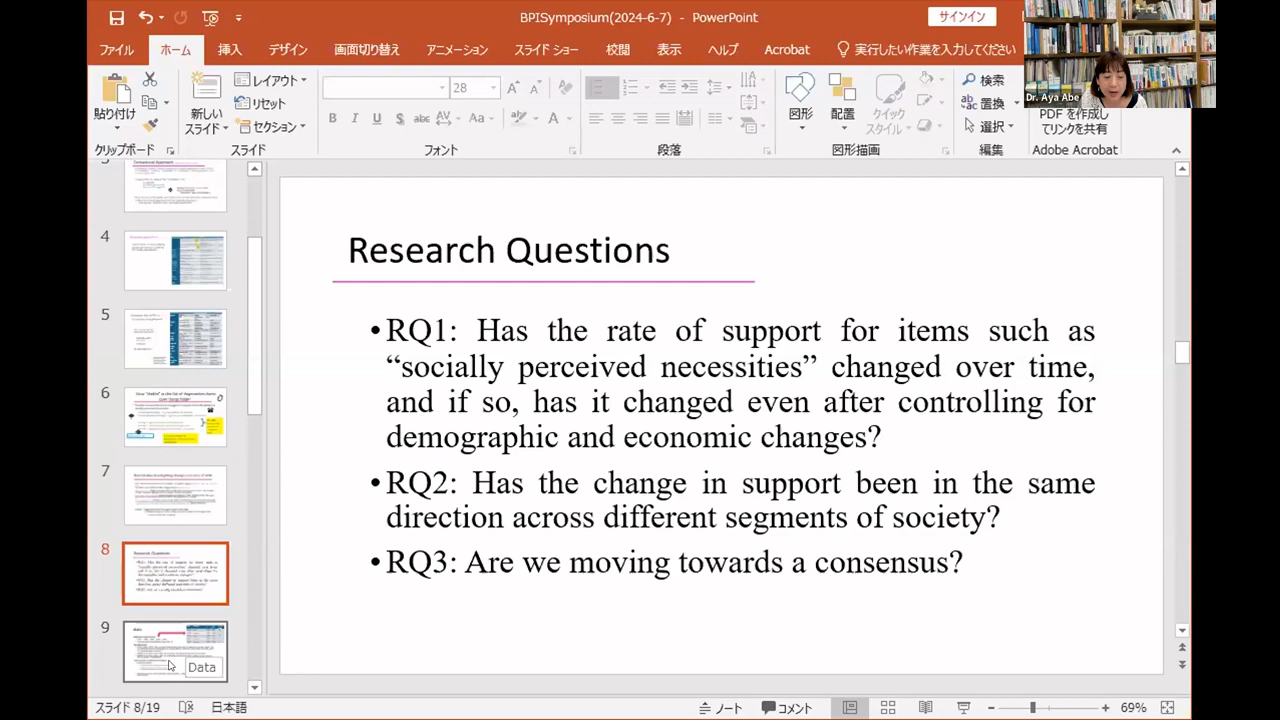 BPISymposium(2024-6-7) - PowerPoint
サインイン
ファイル
ホーム
挿入
デザイン
画面切り替え
アニメーション
スライド ショー
校閲
表示
ヘルプ
Acrobat
実行したい作業を入力してください
貼り付け
クリップボード
新しい
スライド
レイアウト
リセット
セクション
スライド
28
B I U S abc AV Aa
A
フォント
段落
図形
配置
クイック
スタイル
図形描画
検索
置換
選択
編集
Dr. Aya Abe
PDF を作成し
てリンクを共有
Adobe Acrobat
4
5
6
7
8
9
Research Questions
Data
Research Questions
•RQ1: Has the rate of support for items such as
“socially perceived necessities” changed over time,
and if so, has it changed even after controlling for
demographic and economic changes?
•RQ2: Has the change in support been in the same
direction across different segments of society?
•RQ3: Are we moving towards a consensus?
スライド 8/19
日本語
ノート
コメント
69%